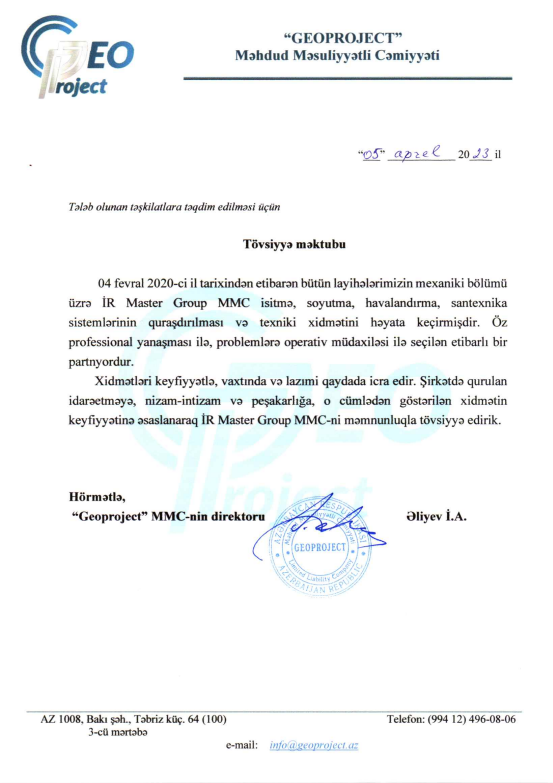 GEO
Project
“GEOPROJECT”
Məhdud Məsuliyyətli Cəmiyyəti
“05” aprel 2023 il
Tələb olunan təşkilatlara təqdim edilməsi üçün
Tövsiyyə məktubu
04 fevral 2020-ci il tarixindən etibarən bütün layihələrimizin mexaniki bölümü
üzrə İR Master Group MMC isitmə, soyutma, havalandırma, santexnika
sistemlərinin quraşdırılması və texniki xidmətini həyata keçirmişdir. Öz
professional yanaşması ilə, problemlərə operativ müdaxiləsi ilə seçilən etibarlı bir
partnyordur.
Xidmətləri keyfiyyətlə, vaxtında və lazımi qaydada icra edir. Şirkətdə qurulan
idarəetməyə, nizam-intizam və peşəkarlığa, o cümlədən göstərilən xidmətin
keyfiyyətinə əsaslanaraq İR Master Group MMC-ni məmnunluqla tövsiyyə edirik.
GEO
Project
Hörmətlə,
“Geoproject” MMC-nin direktoru Əliyev İ.A.
AZƏRBAYCAN RESPUBLİKASI
GEOPROJECT
Limited Liability Company
AZERBAIJAN REPUBLIC
AZ 1008, Bakı şəh., Təbriz küç. 64 (100) Telefon: (994 12) 496-08-06
3-cü mərtəbə
e-mail: info@geoproject.az